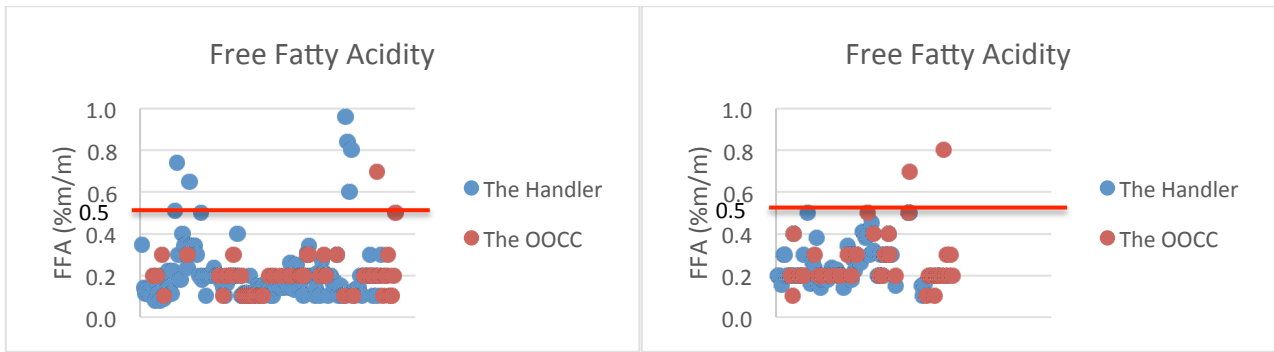 Free Fatty Acidity
FFA (%m/m)
1.0
0.8
0.6
0.5
0.4
0.2
0.0
The Handler
The OOCC
Free Fatty Acidity
FFA (%m/m)
1.0
0.8
0.6
0.5
0.4
0.2
0.0
The Handler
The OOCC